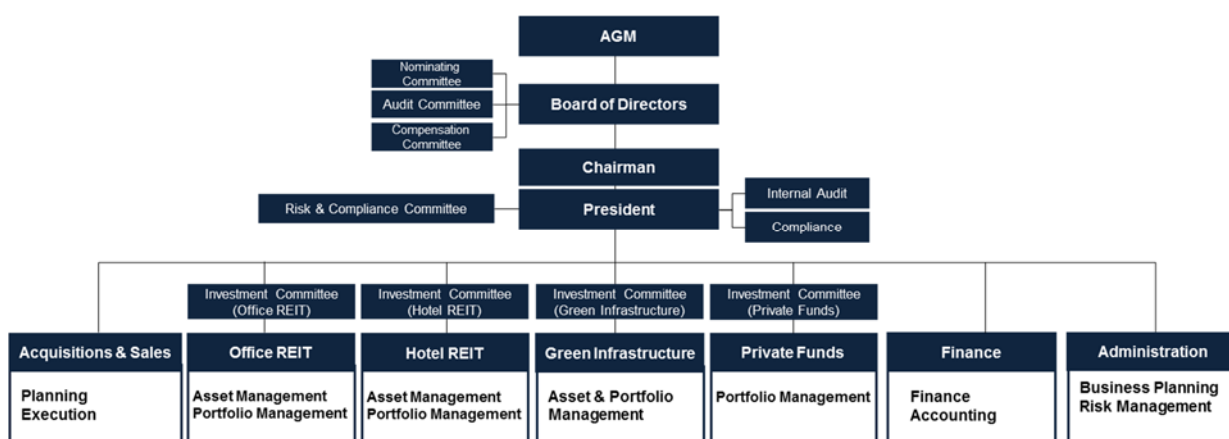 AGM
Nominating
Committee
Audit Committee
Board of Directors
Compensation
Committee
Chairman
Risk & Compliance Committee
President
Internal Audit
Compliance
Investment Committee
(Office REIT)
Investment Committee
(Hotel REIT)
Investment Committee
(Green Infrastructure)
Investment Committee
(Private Funds)
Acquisitions & Sales
Planning
Execution
Office REIT
Asset Management
Portfolio Management
Hotel REIT
Asset Management
Portfolio Management
Green Infrastructure
Asset & Portfolio
Management
Private Funds
Portfolio Management
Finance
Finance
Accounting
Administration
Business Planning
Risk Management